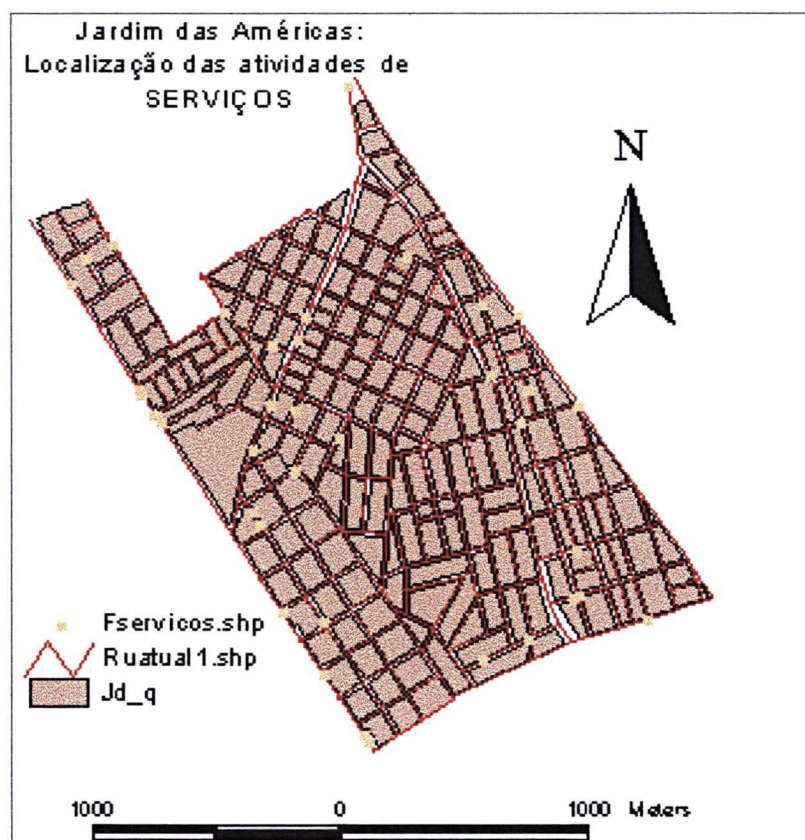 Jardim das Américas:
Localização das atividades de
SERVIÇOS
N
Fservicos.shp
Ruatual1.shp
Jd_q
1000 0 1000 Meters